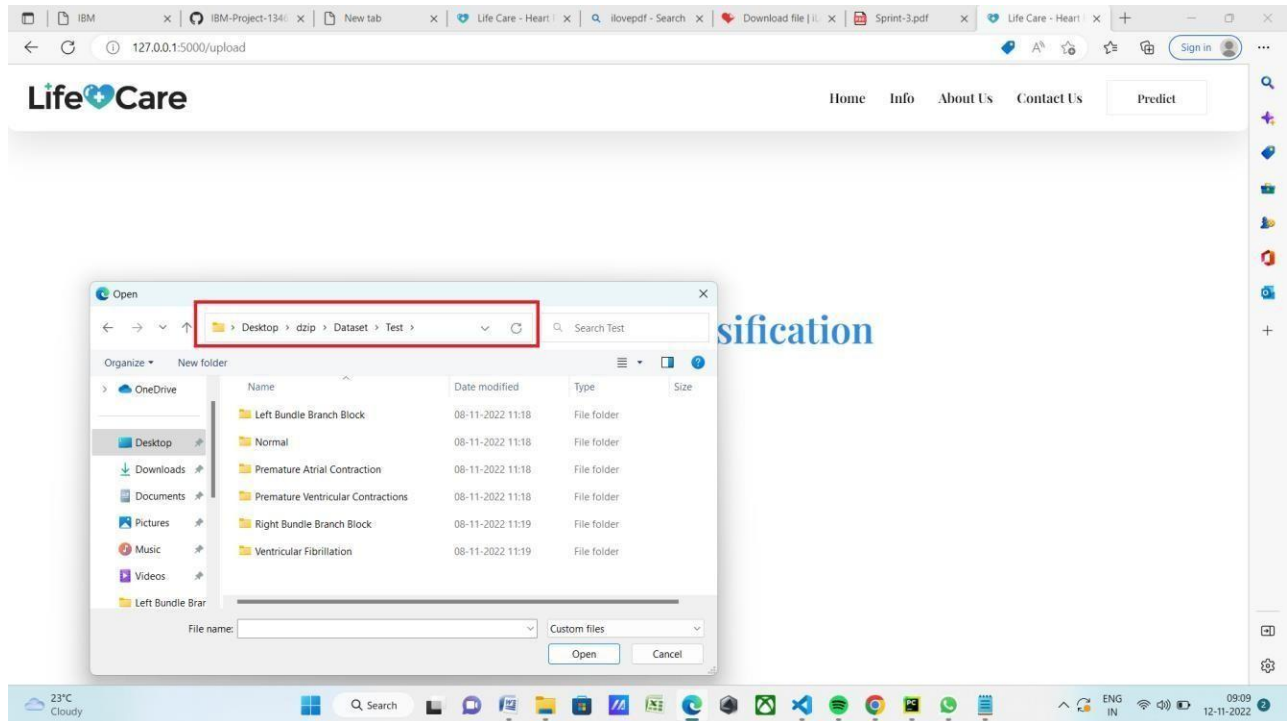 IBM
IBM-Project-1346
New tab
Life Care - Heart
ilovepdf - Search
Download file | iL
Sprint-3.pdf
Life Care - Heart
127.0.0.1:5000/upload
Sign in
Life Care
Home Info About Us Contact Us Predict
sification
Open
> Desktop > dzip > Dataset > Test >
Search Test
Organize New folder
Name Date modified Type Size
OneDrive
Desktop
Downloads
Documents
Pictures
Music
Videos
Left Bundle Brar
Left Bundle Branch Block 08-11-2022 11:18 File folder
Normal 08-11-2022 11:18 File folder
Premature Atrial Contraction 08-11-2022 11:18 File folder
Premature Ventricular Contractions 08-11-2022 11:18 File folder
Right Bundle Branch Block 08-11-2022 11:19 File folder
Ventricular Fibrillation 08-11-2022 11:19 File folder
File name: Custom files
Open Cancel
23°C
Cloudy
Search
ENG
IN
09:09
12-11-2022
2